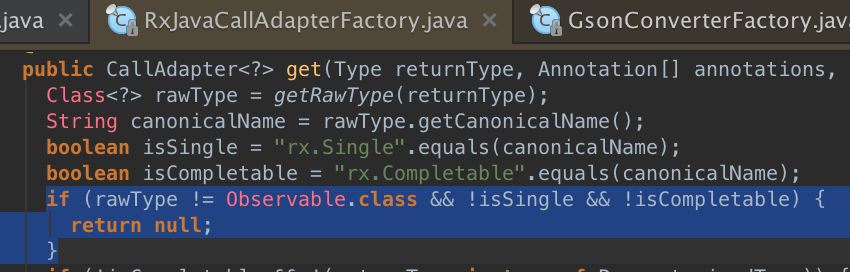 .java RxJavaCallAdapterFactory.java GsonConverterFactory.java
public CallAdapter<?> get(Type returnType, Annotation[] annotations,
Class<?> rawType = getRawType(returnType);
String canonicalName = rawType.getCanonicalName();
boolean isSingle = "rx.Single".equals(canonicalName);
boolean isCompletable = "rx.Completable".equals(canonicalName);
if (rawType != Observable.class && !isSingle && !isCompletable) {
return null;
}